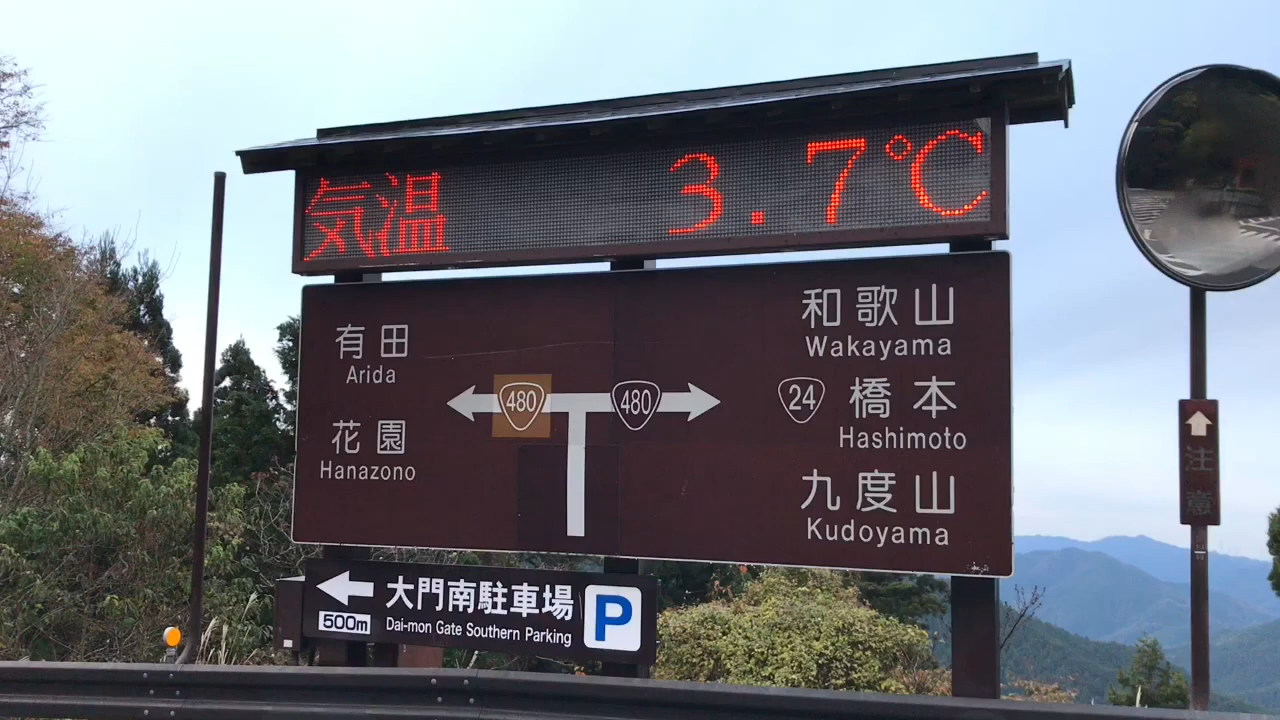 気温 3.7℃
有田
Arida
花園
Hanazono
480
480
和歌山
Wakayama
24 橋本
Hashimoto
九度山
Kudoyama
大門南駐車場
Dai-mon Gate Southern Parking
500m
P
注意